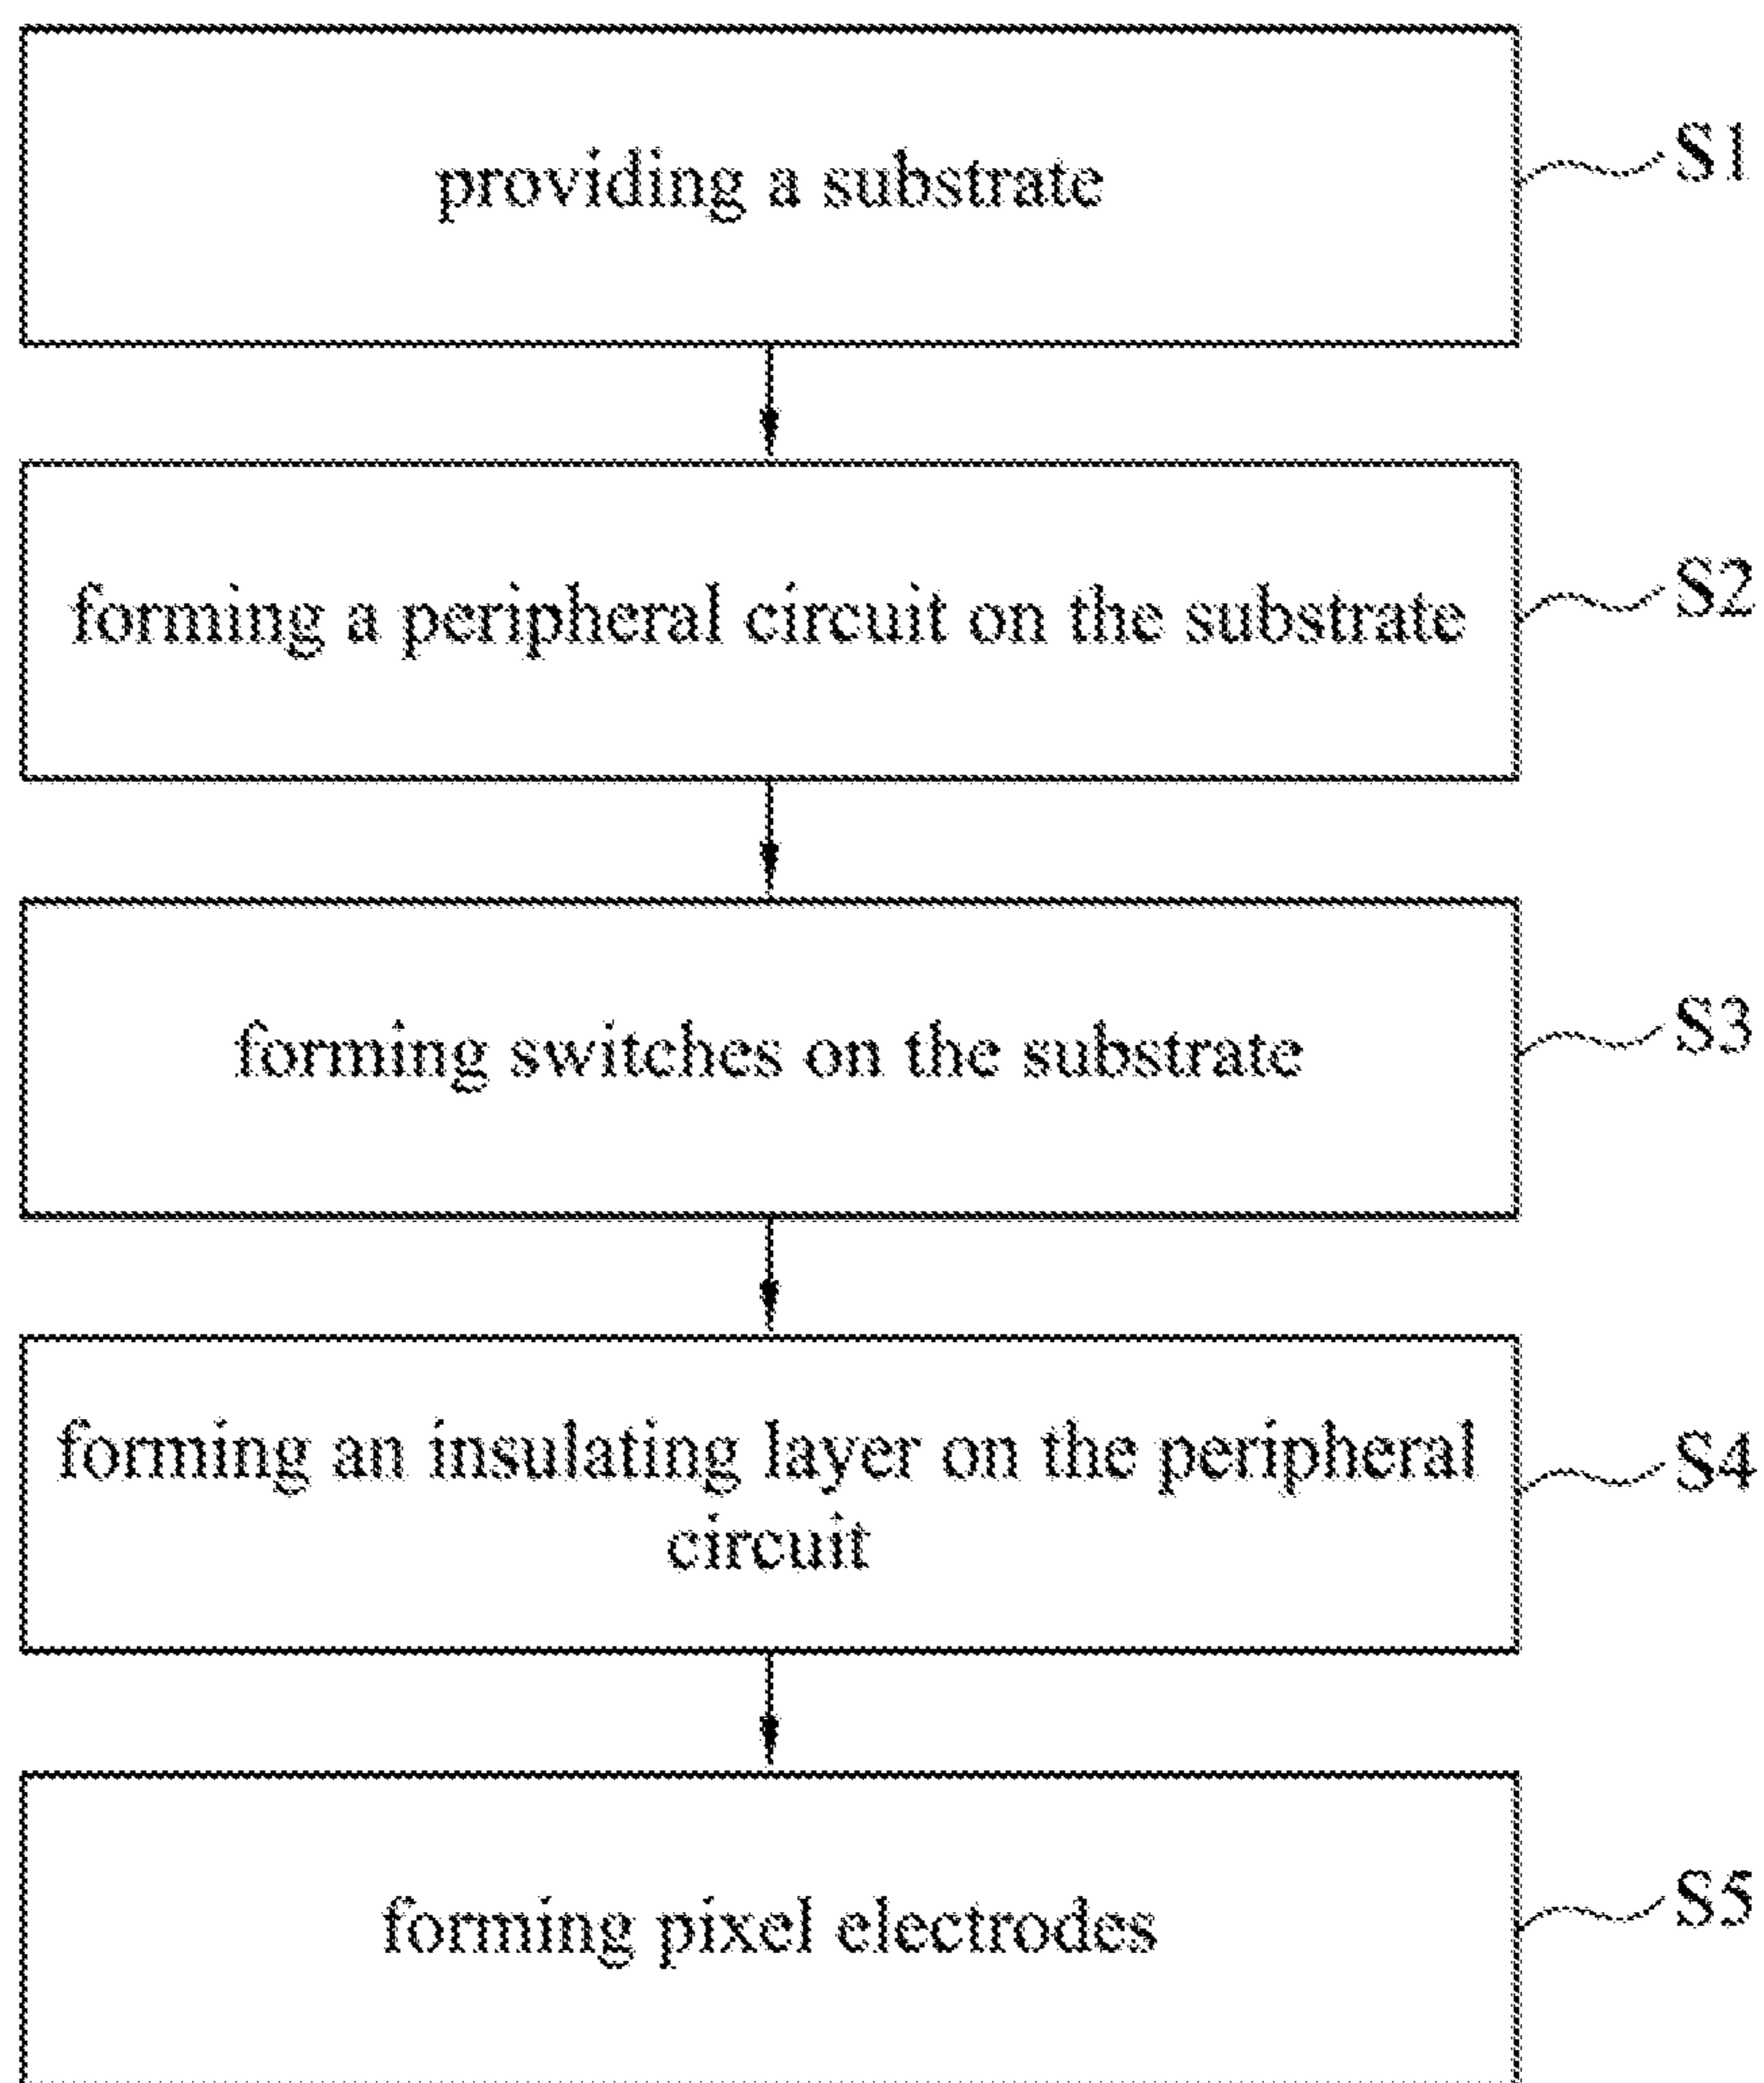 providing a substrate
S1
forming a peripheral circuit on the substrate
S2
forming switches on the substrate
S3
forming an insulating layer on the peripheral
circuit
S4
forming pixel electrodes
S5